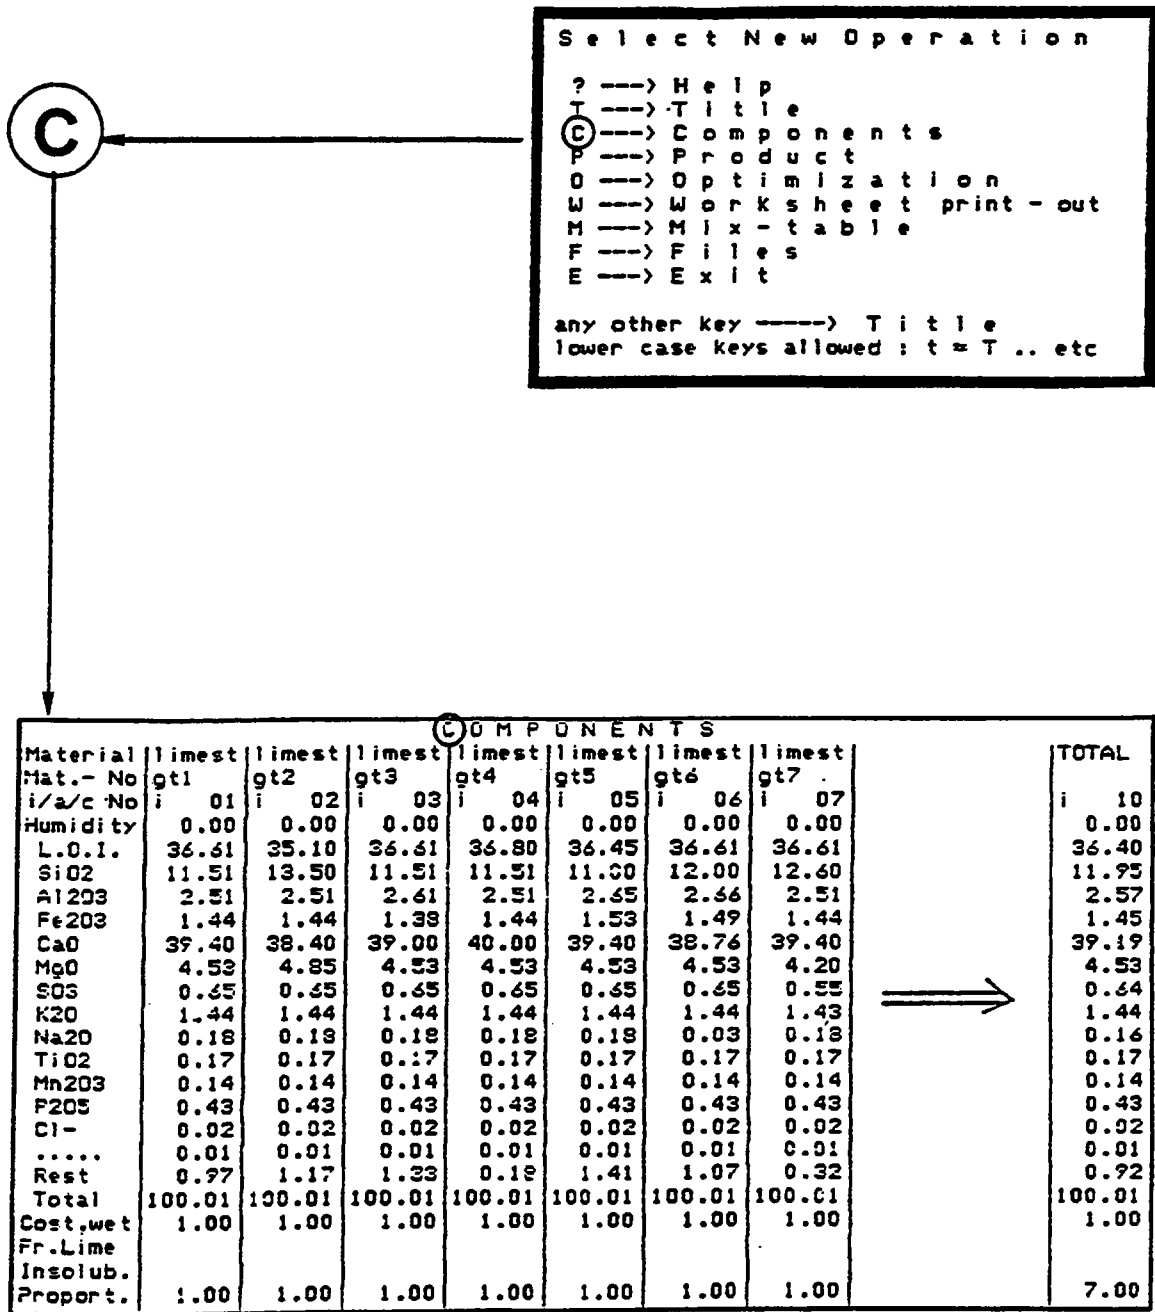 Select New Operation
? ---> Help
T ---> Title
C ---> Components
P ---> Product
O ---> Optimization
W ---> Worksheet print-out
M ---> Mix-table
F ---> Files
E ---> Exit
any other key -----> Title
lower case keys allowed : t = T .. etc
C
COMPONENTS
Material limest limest limest limest limest limest limest TOTAL
Mat.- No gt1 gt2 gt3 gt4 gt5 gt6 gt7
i/a/c No i 01 i 02 i 03 i 04 i 05 i 06 i 07 i 10
Humidity 0.00 0.00 0.00 0.00 0.00 0.00 0.00 0.00
L.O.I. 36.61 35.10 36.61 36.80 36.45 36.61 36.61 36.40
SiO2 11.51 13.50 11.51 11.51 11.00 12.00 12.60 11.95
Al2O3 2.51 2.51 2.61 2.51 2.65 2.66 2.51 2.57
Fe2O3 1.44 1.44 1.38 1.44 1.53 1.49 1.44 1.45
CaO 39.40 38.40 39.00 40.00 39.40 38.76 39.40 39.19
MgO 4.53 4.85 4.53 4.53 4.53 4.53 4.20 4.53
SO3 0.65 0.65 0.65 0.65 0.65 0.65 0.55 0.64
K2O 1.44 1.44 1.44 1.44 1.44 1.44 1.43 1.44
Na2O 0.18 0.18 0.18 0.18 0.18 0.03 0.18 0.16
TiO2 0.17 0.17 0.17 0.17 0.17 0.17 0.17 0.17
Mn2O3 0.14 0.14 0.14 0.14 0.14 0.14 0.14 0.14
P2O5 0.43 0.43 0.43 0.43 0.43 0.43 0.43 0.43
Cl- 0.02 0.02 0.02 0.02 0.02 0.02 0.02 0.02
..... 0.01 0.01 0.01 0.01 0.01 0.01 0.01 0.01
Rest 0.97 1.17 1.33 0.18 1.41 1.07 0.32 0.92
Total 100.01 100.01 100.01 100.01 100.01 100.01 100.01 100.01
Cost,wet 1.00 1.00 1.00 1.00 1.00 1.00 1.00 1.00
Fr.Lime
Insolub.
Proport. 1.00 1.00 1.00 1.00 1.00 1.00 1.00 7.00